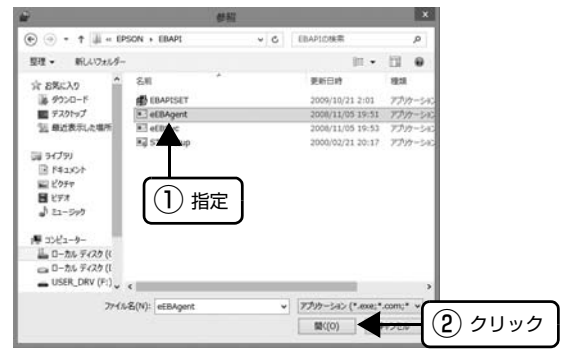 参照
« EPSON ▸ EBAPI
EBAPIの検索
整理 ▾ 新しいフォルダー
お気に入り
ダウンロード
デスクトップ
最近表示した場所
ライブラリ
ドキュメント
ピクチャ
ビデオ
ミュージック
コンピューター
ローカル ディスク (C
ローカル ディスク (D
USER_DRV (F:)
名前 更新日時 種類
EBAPISET 2009/10/21 2:01 アプリケーション
eEBAgent 2008/11/05 19:51 アプリケーション
2008/11/05 19:53 アプリケーション
2000/02/21 20:17 アプリケーション
① 指定
ファイル名(N): eEBAgent アプリケーション (*.exe;*.com;*
開く(O)
② クリック